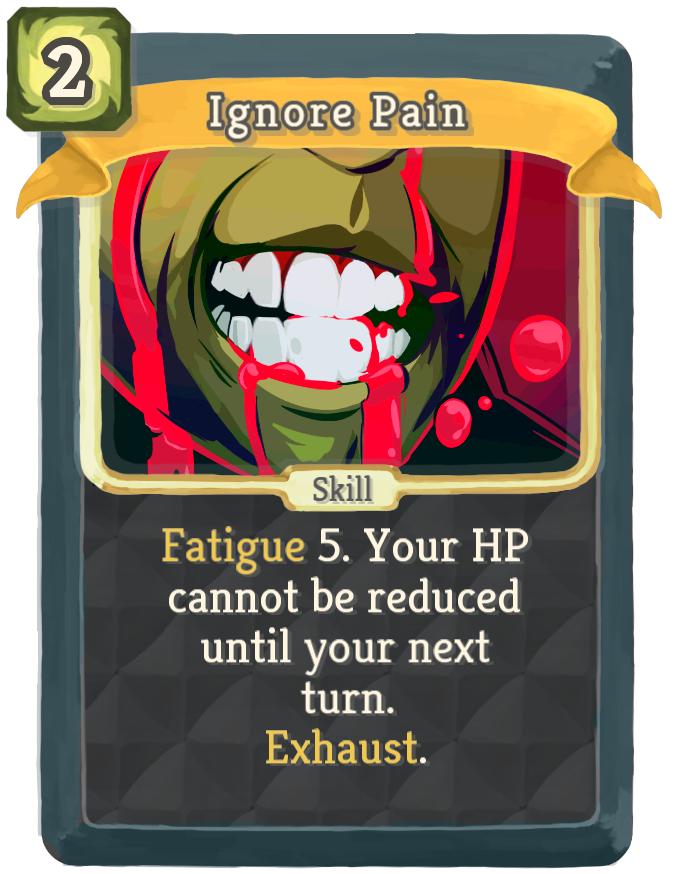 2
Ignore Pain
Skill
Fatigue 5. Your HP
cannot be reduced
until your next
turn.
Exhaust.